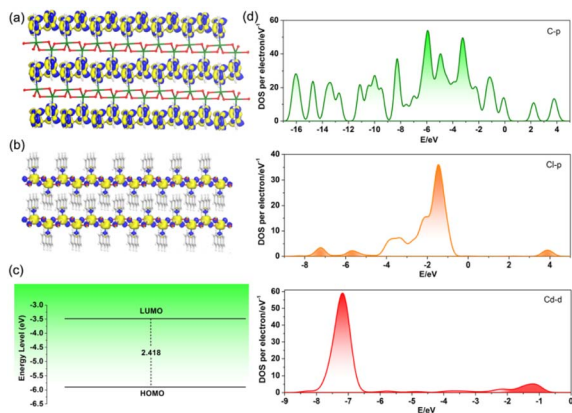 (a)
(b)
(c)
Energy Level (eV)
-3.0
-3.5
-4.0
-4.5
-5.0
-5.5
-6.0
-6.5
LUMO
2.418
HOMO
(d)
C-p
DOS per electron/eV⁻¹
60
50
40
30
20
10
0
-16 -14 -12 -10 -8 -6 -4 -2 0 2 4
E/eV
Cl-p
DOS per electron/eV⁻¹
40
30
20
10
0
-8 -6 -4 -2 0 2 4
E/eV
Cd-d
DOS per electron/eV⁻¹
60
50
40
30
20
10
0
-9 -8 -7 -6 -5 -4 -3 -2 -1 0
E/eV